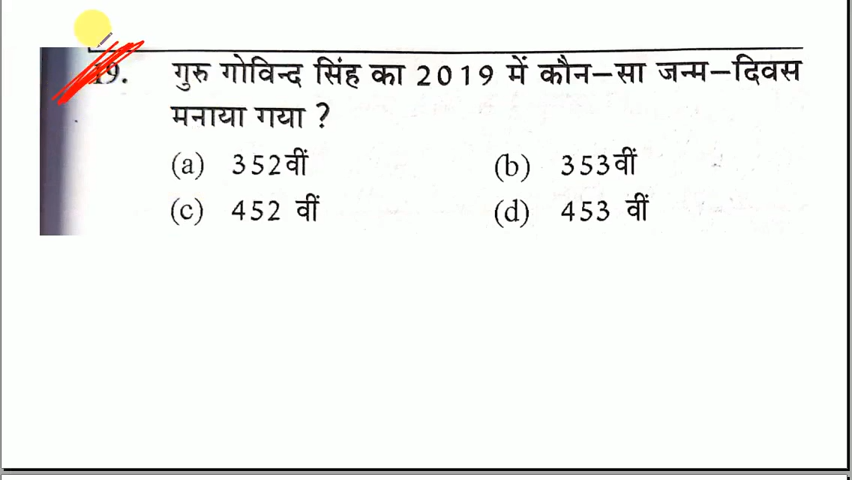 19. गुरु गोविन्द सिंह का 2019 में कौन-सा जन्म-दिवस
मनाया गया ?
(a) 352वीं (b) 353वीं
(c) 452 वीं (d) 453 वीं